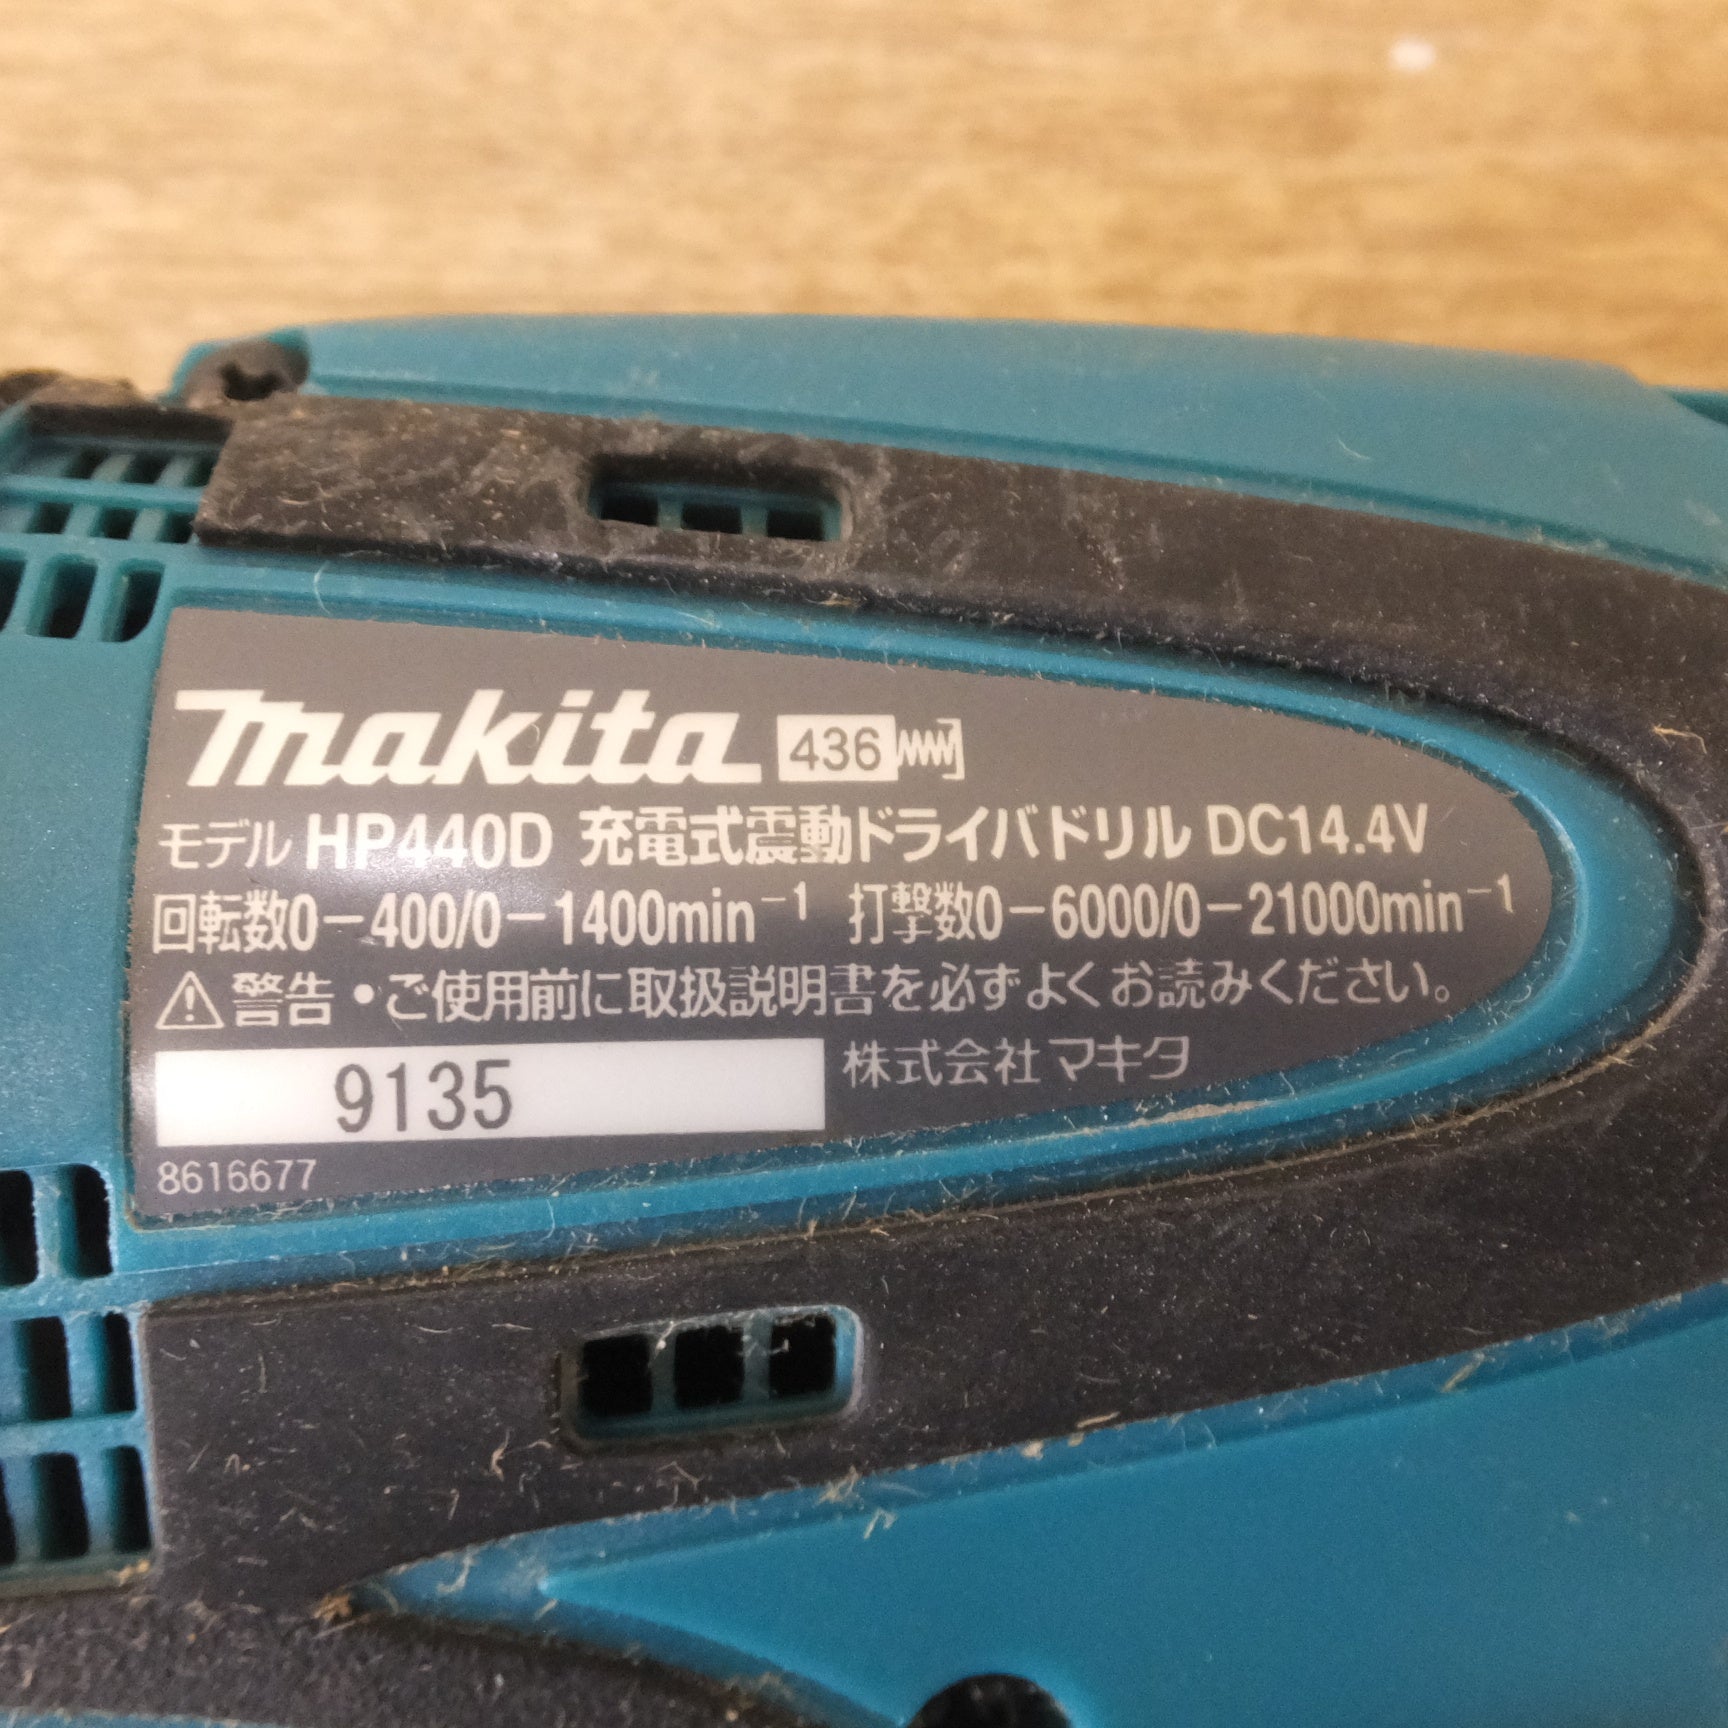 makita 436
モデル HP440D 充電式震動ドライバドリル DC14.4V
回転数0－400/0－1400min⁻¹ 打撃数0－6000/0－21000min⁻¹
⚠警告・ご使用前に取扱説明書を必ずよくお読みください。
9135 株式会社マキタ
8616677